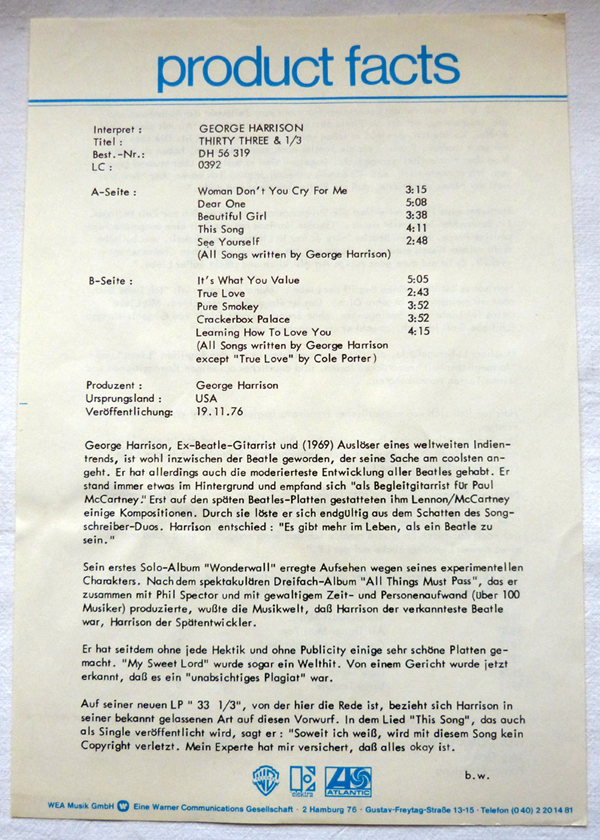 product facts
Interpret : GEORGE HARRISON
Titel : THIRTY THREE & 1/3
Best.-Nr.: DH 56 319
LC : 0392
A-Seite : Woman Don't You Cry For Me 3:15
Dear One 5:08
Beautiful Girl 3:38
This Song 4:11
See Yourself 2:48
(All Songs written by George Harrison)
B-Seite : It's What You Value 5:05
True Love 2:43
Pure Smokey 3:52
Crackerbox Palace 3:52
Learning How To Love You 4:15
(All Songs written by George Harrison
except "True Love" by Cole Porter)
Produzent : George Harrison
Ursprungsland : USA
Veröffentlichung: 19.11.76
George Harrison, Ex-Beatle-Gitarrist und (1969) Auslöser eines weltweiten Indien-
trends, ist wohl inzwischen der Beatle geworden, der seine Sache am coolsten an-
geht. Er hat allerdings auch die moderierteste Entwicklung aller Beatles gehabt. Er
stand immer etwas im Hintergrund und empfand sich "als Begleitgitarrist für Paul
McCartney." Erst auf den späten Beatles-Platten gestatteten ihm Lennon/McCartney
einige Kompositionen. Durch sie löste er sich endgültig aus dem Schatten des Song-
schreiber-Duos. Harrison entschied : "Es gibt mehr im Leben, als ein Beatle zu
sein."
Sein erstes Solo-Album "Wonderwall" erregte Aufsehen wegen seines experimentellen
Charakters. Nach dem spektakulären Dreifach-Album "All Things Must Pass", das er
zusammen mit Phil Spector und mit gewaltigem Zeit- und Personenaufwand (über 100
Musiker) produzierte, wußte die Musikwelt, daß Harrison der verkannteste Beatle
war, Harrison der Spätentwickler.
Er hat seitdem ohne jede Hektik und ohne Publicity einige sehr schöne Platten ge-
macht. "My Sweet Lord" wurde sogar ein Welthit. Von einem Gericht wurde jetzt
erkannt, daß es ein "unabsichtiges Plagiat" war.
Auf seiner neuen LP " 33 1/3", von der hier die Rede ist, bezieht sich Harrison in
seiner bekannt gelassenen Art auf diesen Vorwurf. In dem Lied "This Song", das auch
als Single veröffentlicht wird, sagt er : "Soweit ich weiß, wird mit diesem Song kein
Copyright verletzt. Mein Experte hat mir versichert, daß alles okay ist.
b.w.
elektra
ATLANTIC
WEA Musik GmbH Eine Warner Communications Gesellschaft · 2 Hamburg 76 · Gustav-Freytag-Straße 13-15 · Telefon (0 40) 2 20 14 81